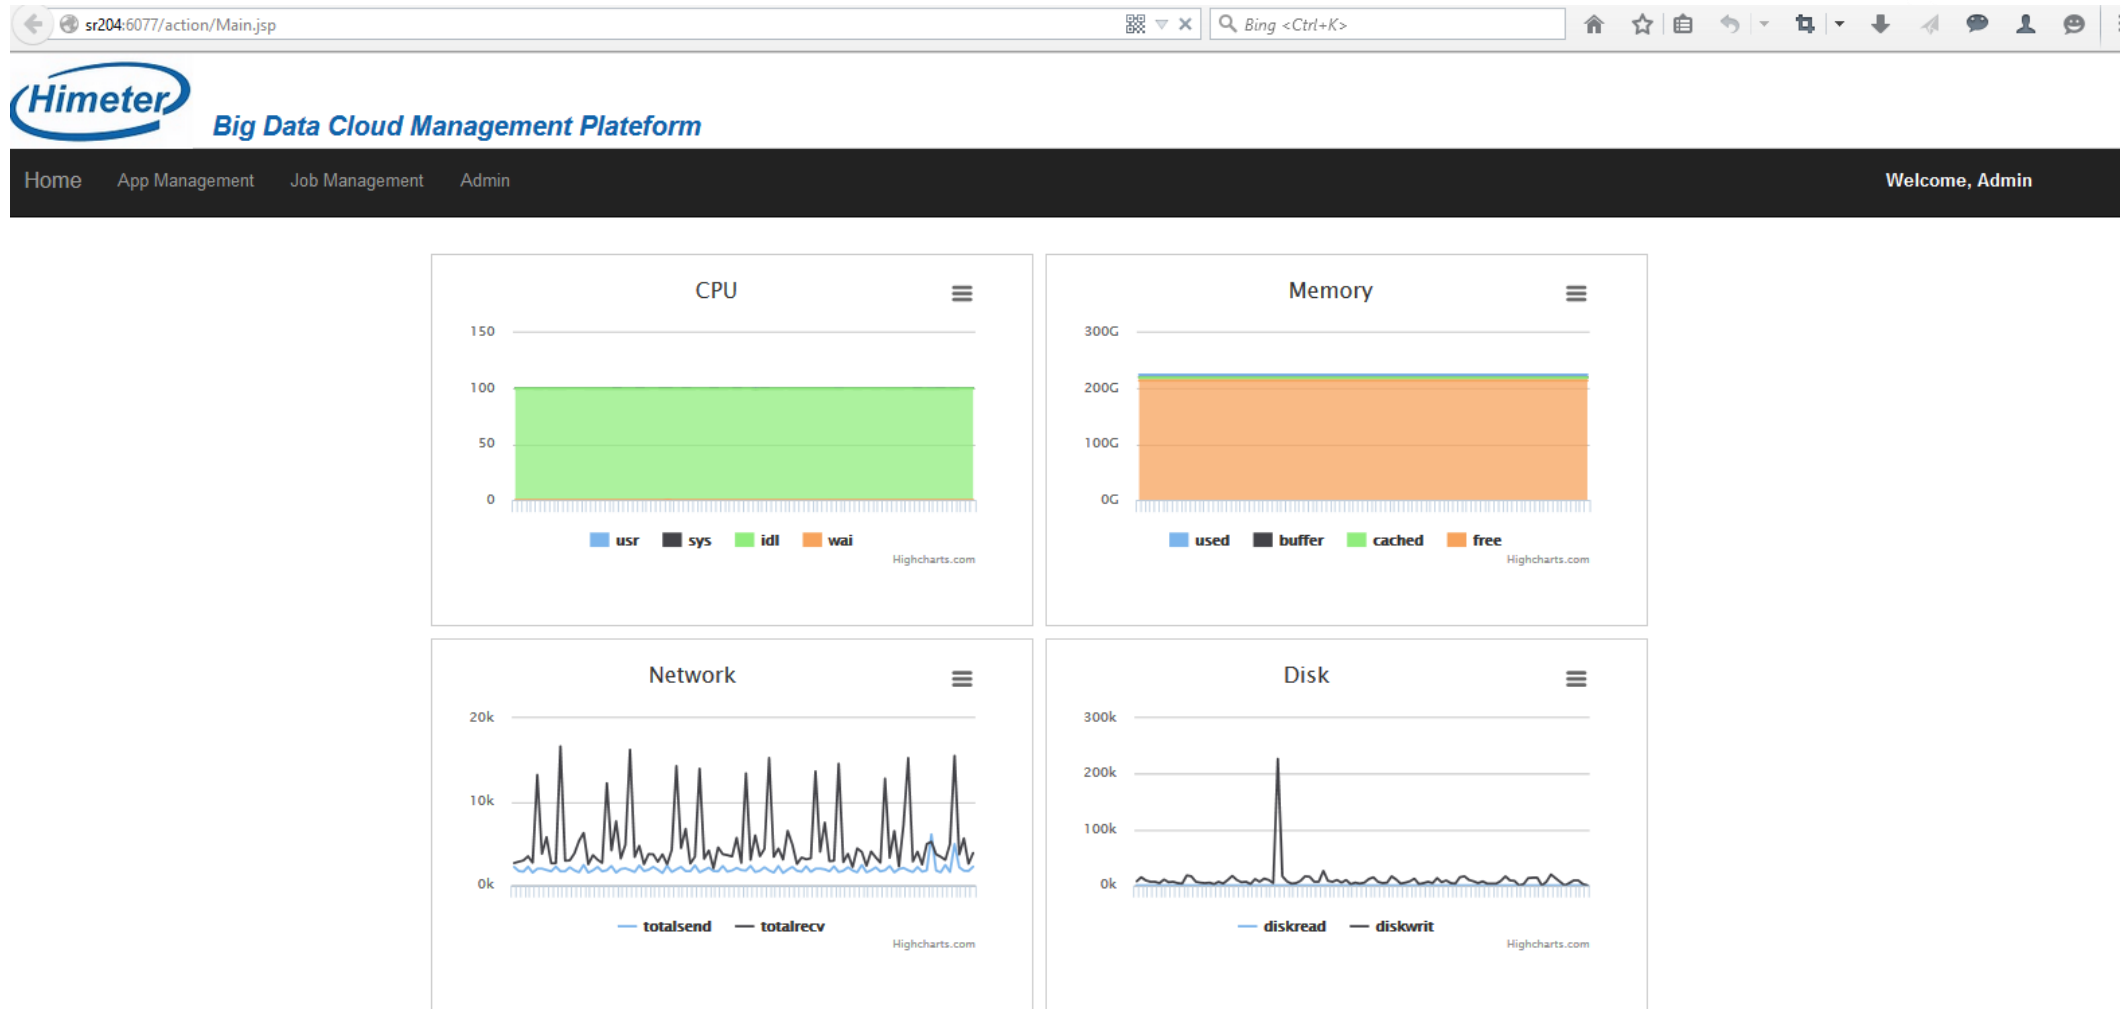 sr204:6077/action/Main.jsp
Bing <Ctrl+K>
Himeter
Big Data Cloud Management Plateform
Home App Management Job Management Admin Welcome, Admin
CPU
150
100
50
0
usr sys idl wai
Highcharts.com
Memory
300G
200G
100G
0G
used buffer cached free
Highcharts.com
Network
20k
10k
0k
totalsend totalrecv
Highcharts.com
Disk
300k
200k
100k
0k
diskread diskwrit
Highcharts.com